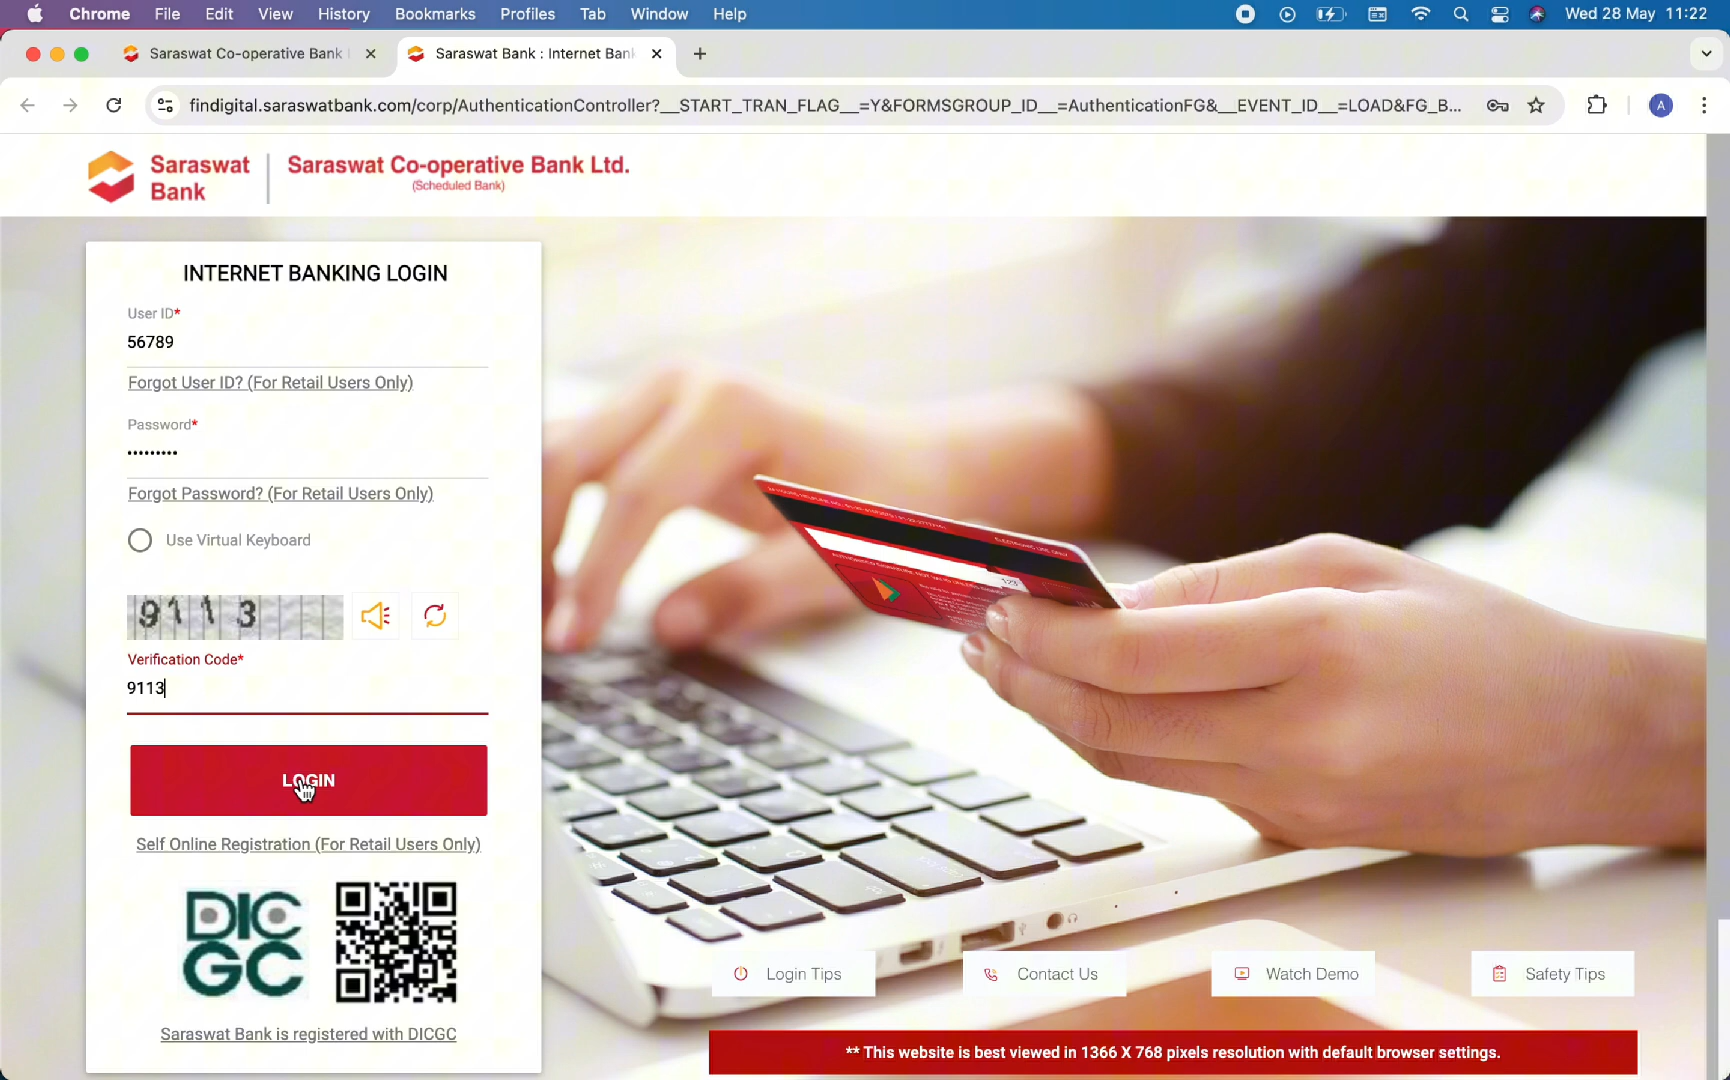 Chrome File Edit View History Bookmarks Profiles Tab Window Help Wed 28 May 11:22
Saraswat Co-operative Bank Saraswat Bank : Internet Bank
findigital.saraswatbank.com/corp/AuthenticationController?__START_TRAN_FLAG__=Y&FORMSGROUP_ID__=AuthenticationFG&__EVENT_ID__=LOAD&FG_B... A
Saraswat
Bank
Saraswat Co-operative Bank Ltd.
(Scheduled Bank)
INTERNET BANKING LOGIN
User ID*
56789
Forgot User ID? (For Retail Users Only)
Password*
•••••••••
Forgot Password? (For Retail Users Only)
Use Virtual Keyboard
9113
Verification Code*
9113
LOGIN
Self Online Registration (For Retail Users Only)
DIC
GC
Saraswat Bank is registered with DICGC
123
Login Tips
Contact Us
Watch Demo
Safety Tips
** This website is best viewed in 1366 X 768 pixels resolution with default browser settings.